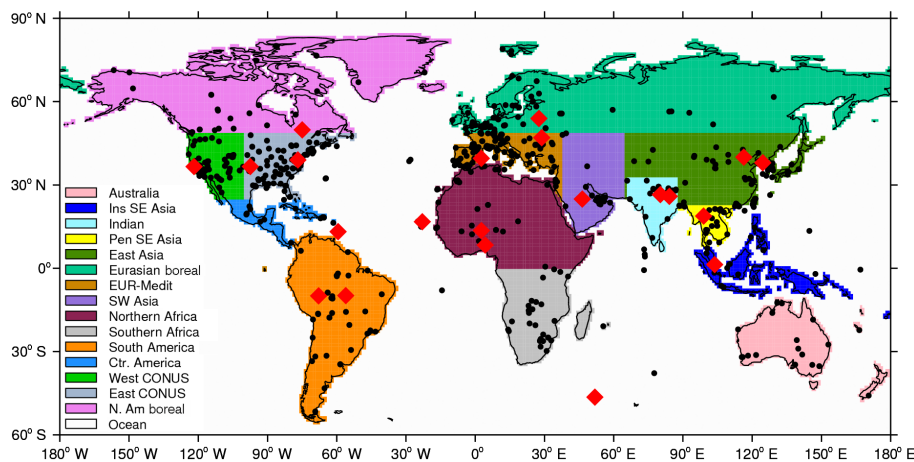 90° N
60° N
30° N
0°
30° S
60° S
Australia
Ins SE Asia
Indian
Pen SE Asia
East Asia
Eurasian boreal
EUR-Medit
SW Asia
Northern Africa
Southern Africa
South America
Ctr. America
West CONUS
East CONUS
N. Am boreal
Ocean
180° W 150° W 120° W 90° W 60° W 30° W 0° 30° E 60° E 90° E 120° E 150° E 180° E